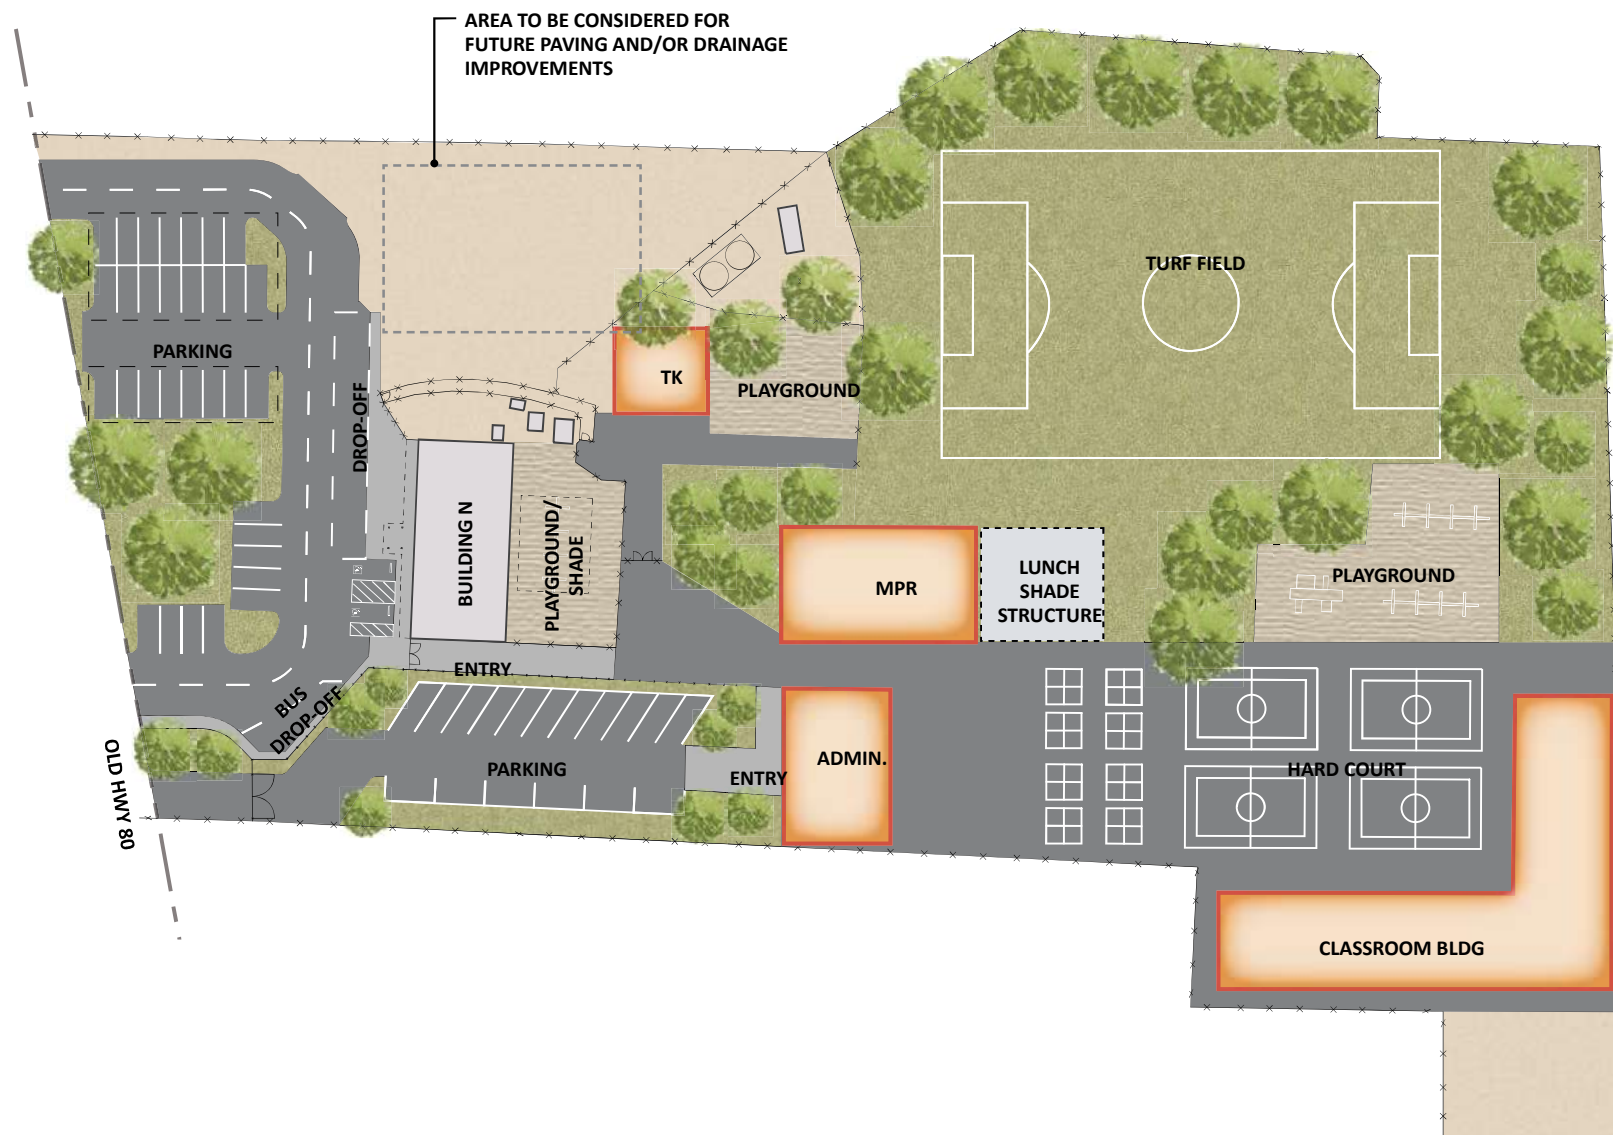 AREA TO BE CONSIDERED FOR
FUTURE PAVING AND/OR DRAINAGE
IMPROVEMENTS
TURF FIELD
PARKING
TK
PLAYGROUND
DROP-OFF
BUILDING N
PLAYGROUND/
SHADE
MPR
LUNCH
SHADE
STRUCTURE
PLAYGROUND
ENTRY
BUS
DROP-OFF
OLD HWY 80
PARKING
ENTRY
ADMIN.
HARD COURT
CLASSROOM BLDG